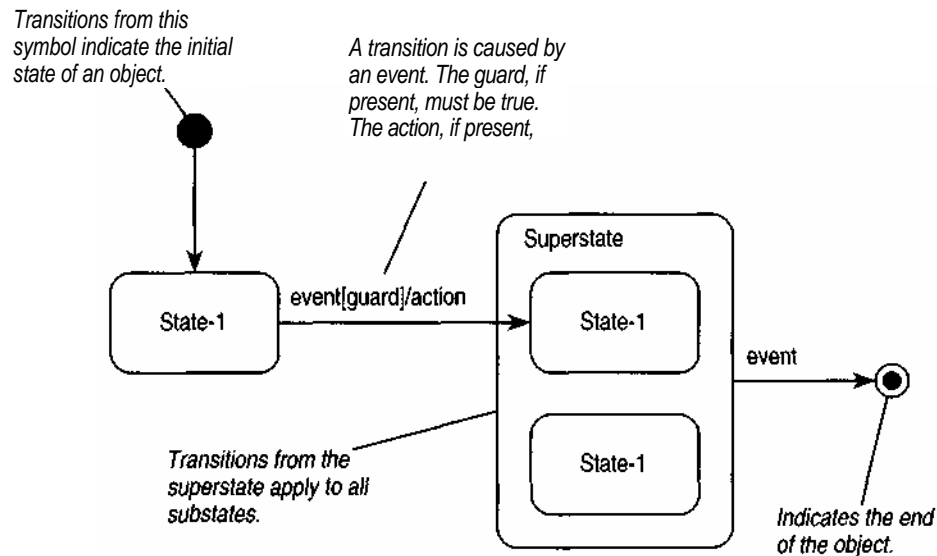 Transitions from this
symbol indicate the initial
state of an object.
A transition is caused by
an event. The guard, if
present, must be true.
The action, if present,
Superstate
event[guard]/action
State-1
State-1
event
State-1
Transitions from the
superstate apply to all
substates.
Indicates the end
of the object.